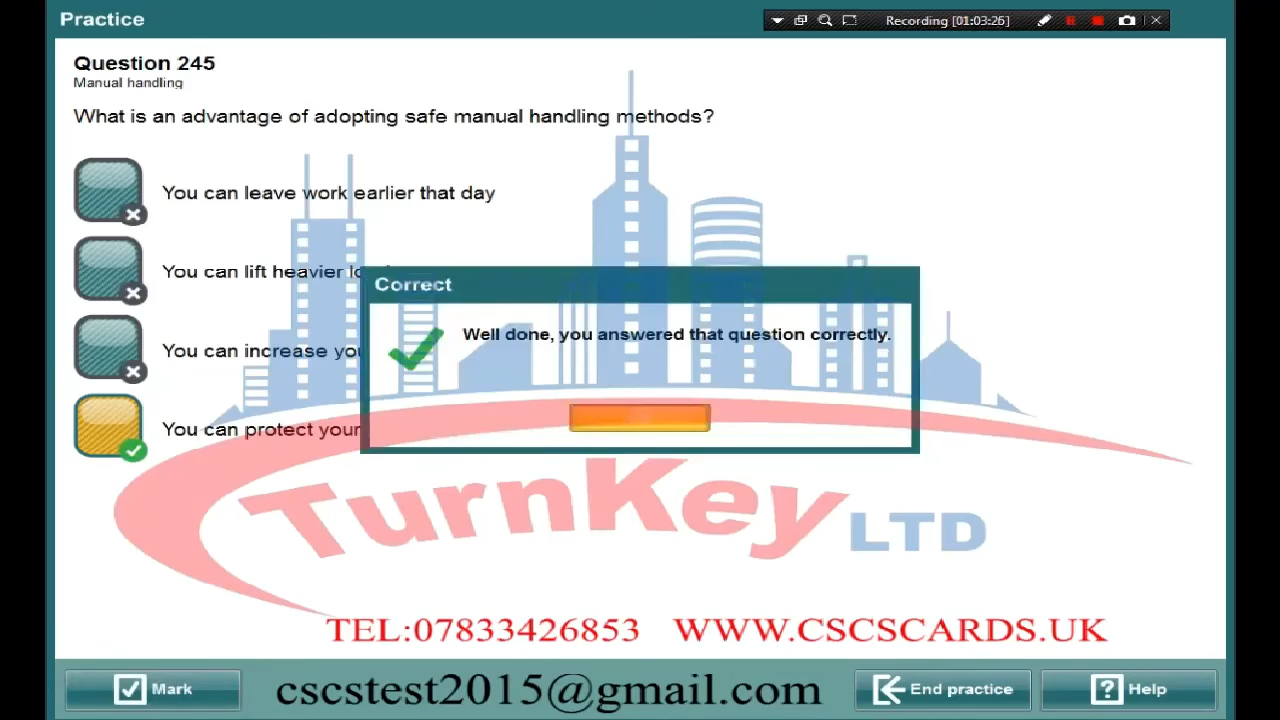 Practice
Recording [01:03:26]
Question 245
Manual handling
What is an advantage of adopting safe manual handling methods?
You can leave work earlier that day
You can lift heavier
Correct
Well done, you answered that question correctly.
You can increase
You can protect your
TurnKey LTD
TEL:07833426853 WWW.CSCSCARDS.UK
Mark
cscstest2015@gmail.com
End practice
Help